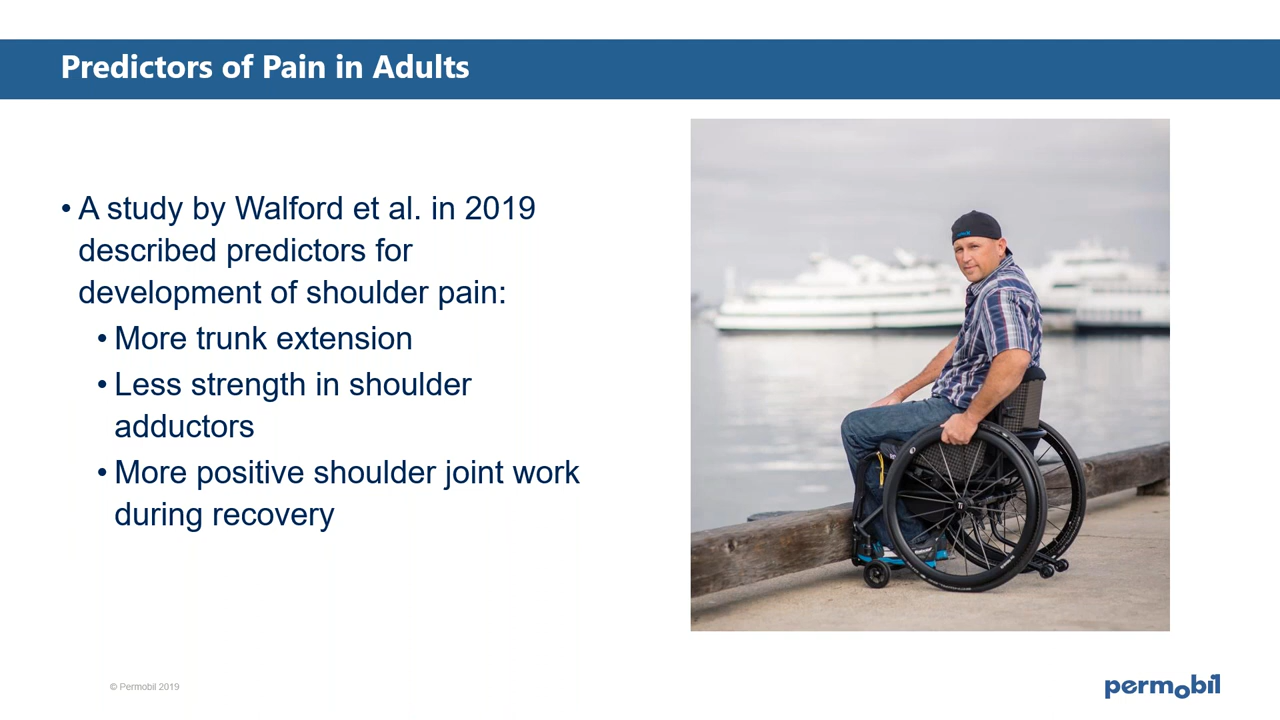 Predictors of Pain in Adults
• A study by Walford et al. in 2019
described predictors for
development of shoulder pain:
• More trunk extension
• Less strength in shoulder
adductors
• More positive shoulder joint work
during recovery
© Permobil 2019
permobil